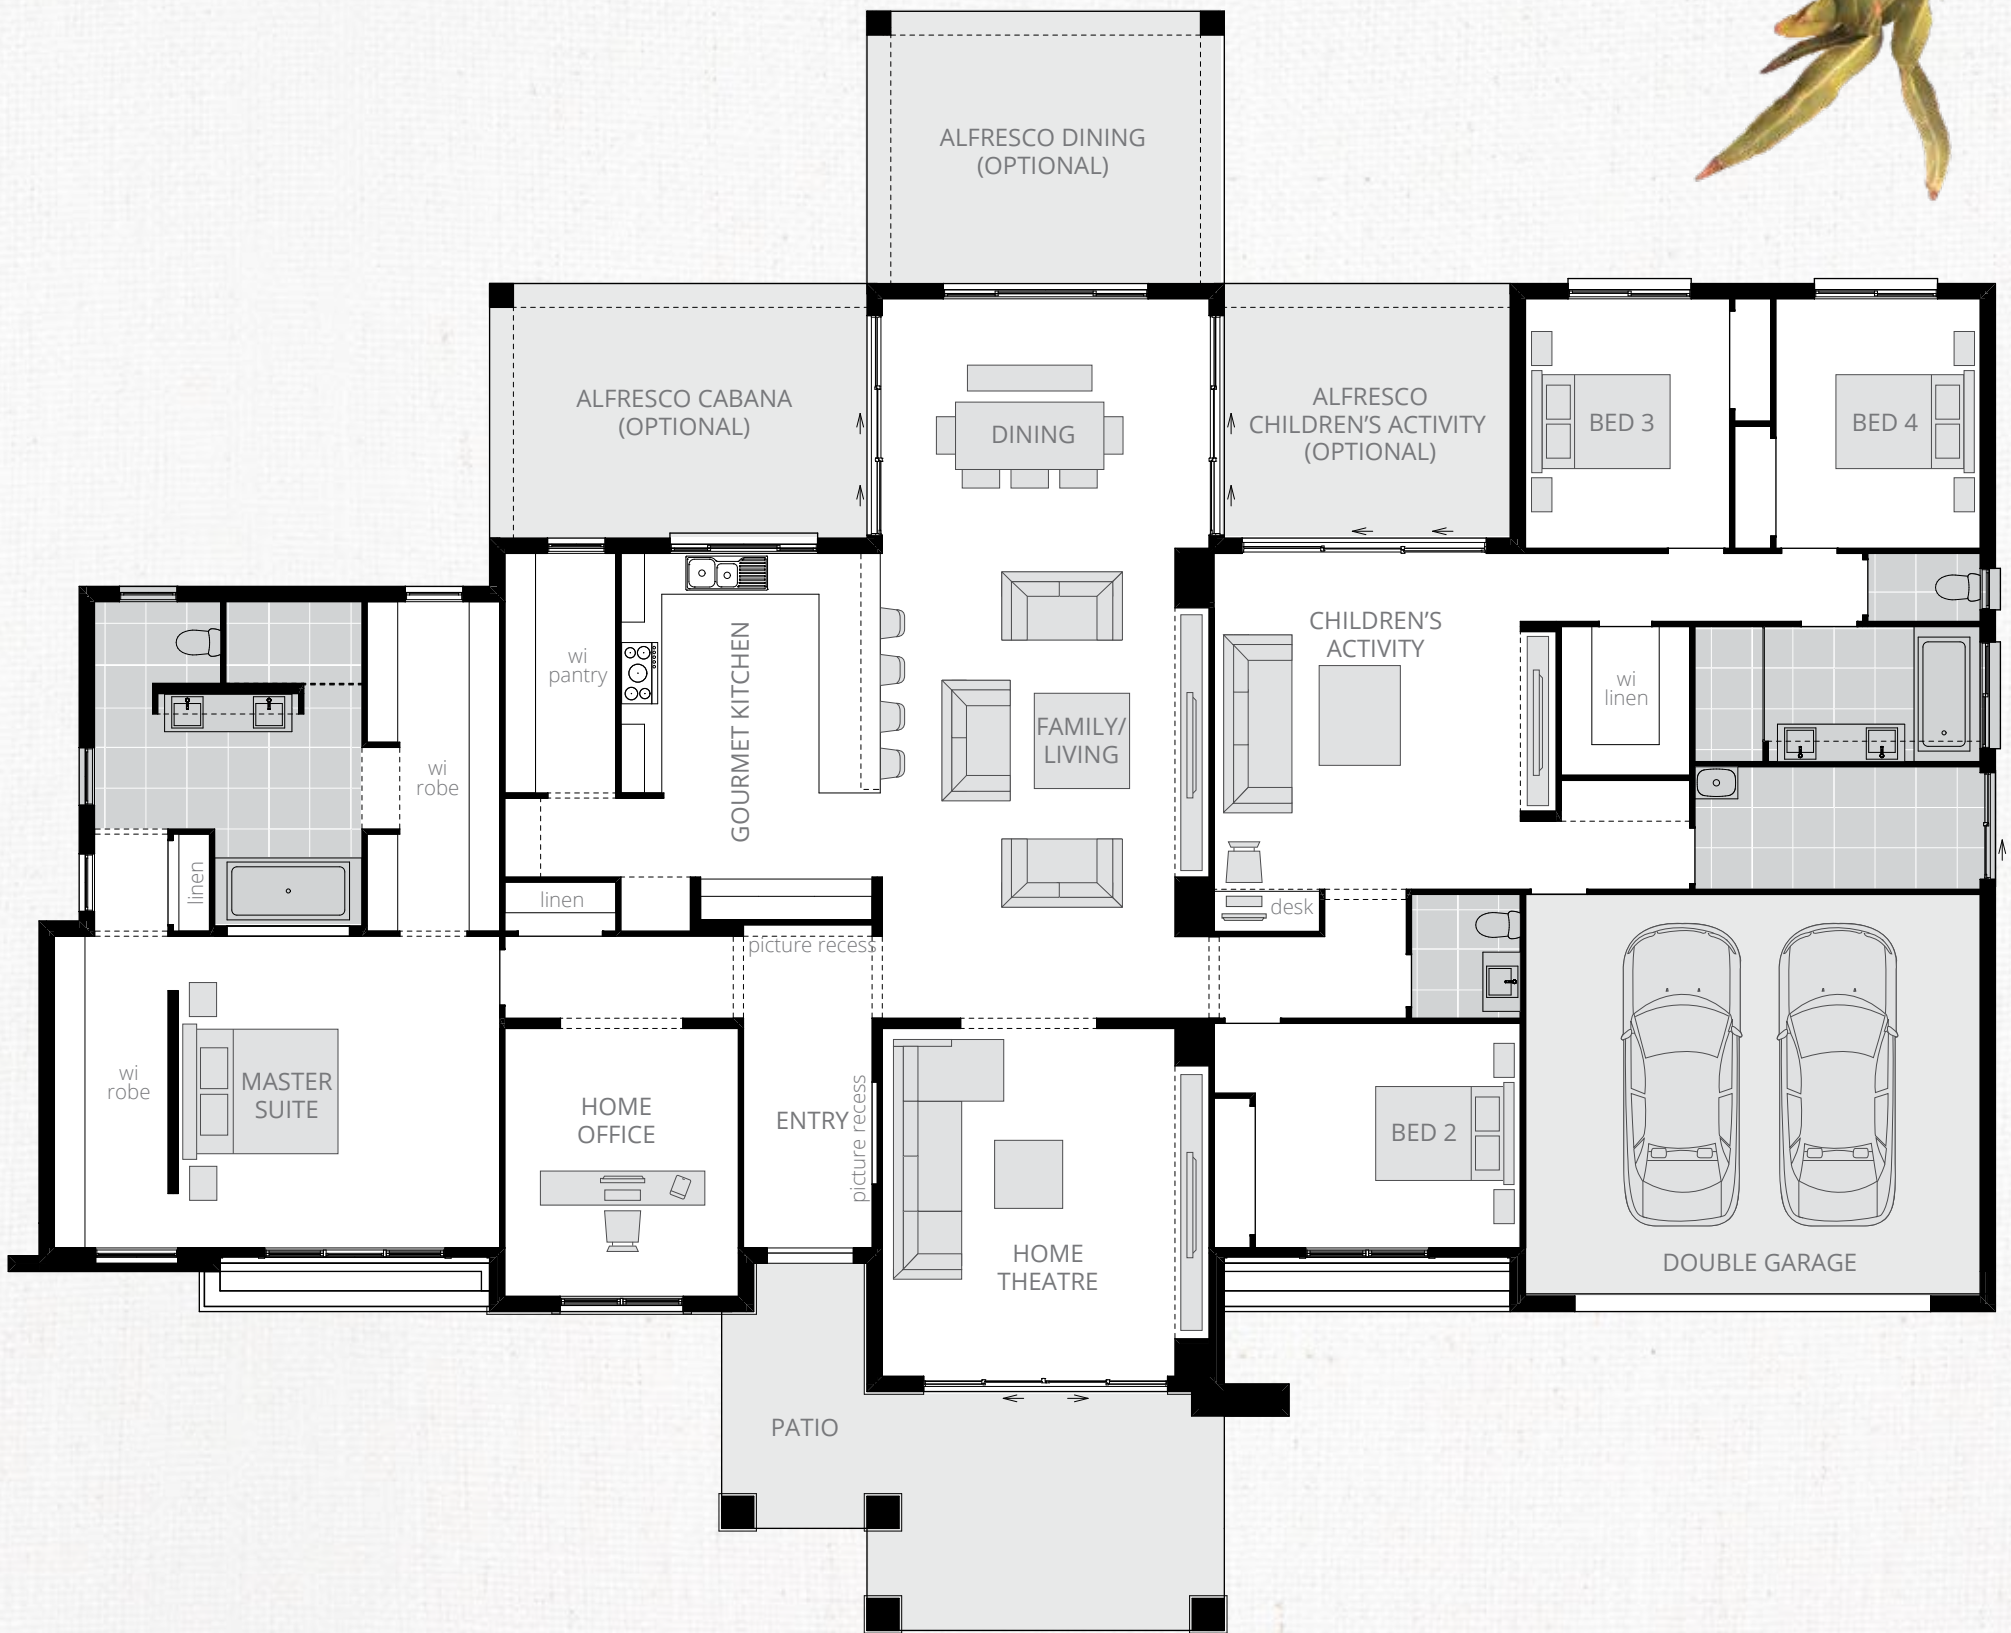 ALFRESCO DINING
(OPTIONAL)
ALFRESCO CABANA
(OPTIONAL)
DINING
ALFRESCO
CHILDREN'S ACTIVITY
(OPTIONAL)
BED 3
BED 4
wi
pantry
GOURMET KITCHEN
FAMILY/
LIVING
CHILDREN'S
ACTIVITY
wi
linen
wi
robe
linen
linen
desk
picture recess
wi
robe
MASTER
SUITE
HOME
OFFICE
ENTRY
picture recess
HOME
THEATRE
BED 2
DOUBLE GARAGE
PATIO